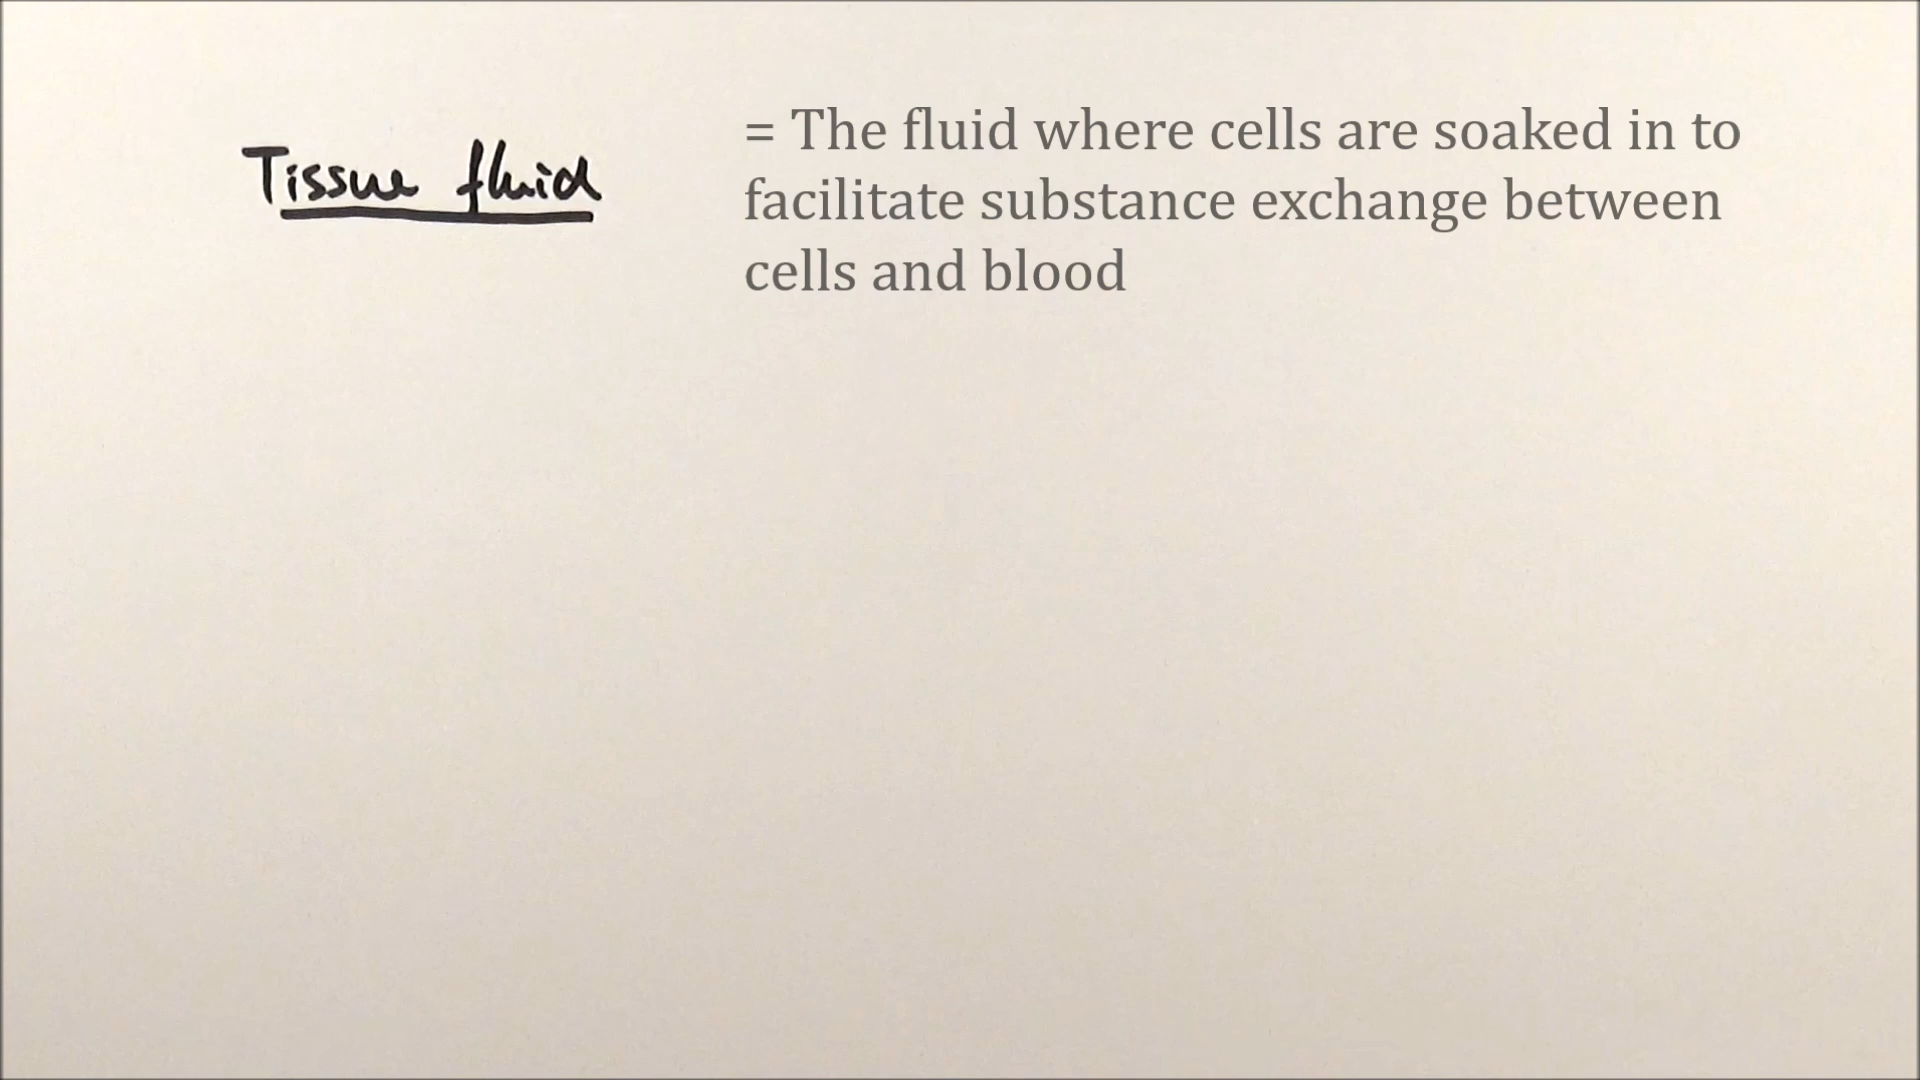 Tissue fluid
= The fluid where cells are soaked in to
facilitate substance exchange between
cells and blood